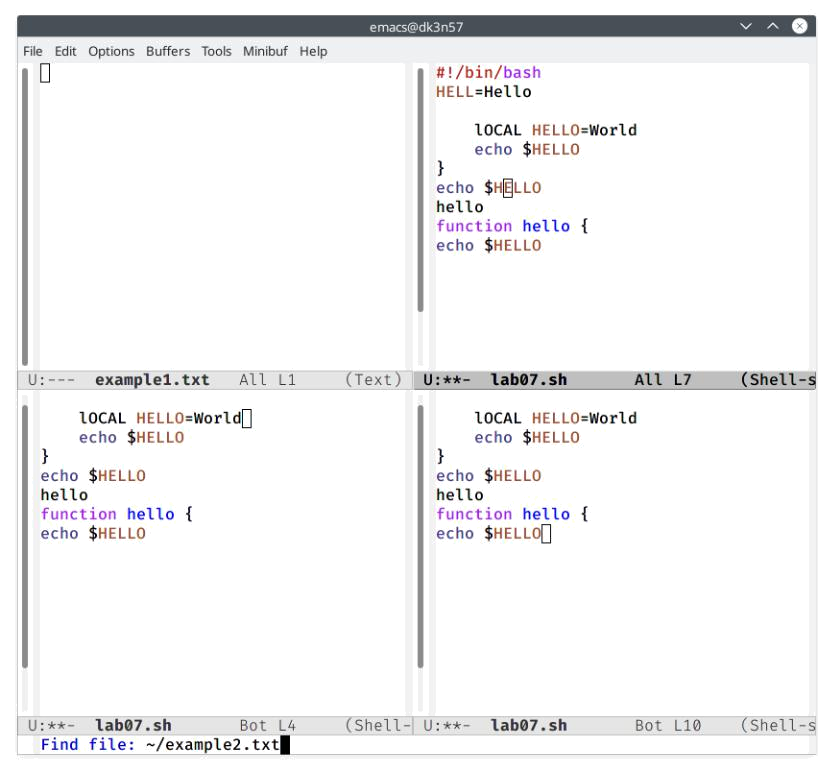 emacs@dk3n57
File Edit Options Buffers Tools Minibuf Help
#!/bin/bash
HELL=Hello
lOCAL HELLO=World
echo $HELLO
}
echo $HELLO
hello
function hello {
echo $HELLO
U:--- example1.txt All L1 (Text)
U:**- lab07.sh All L7 (Shell-s
lOCAL HELLO=World
echo $HELLO
}
echo $HELLO
hello
function hello {
echo $HELLO
lOCAL HELLO=World
echo $HELLO
}
echo $HELLO
hello
function hello {
echo $HELLO
U:**- lab07.sh Bot L4 (Shell-
U:**- lab07.sh Bot L10 (Shell-s
Find file: ~/example2.txt